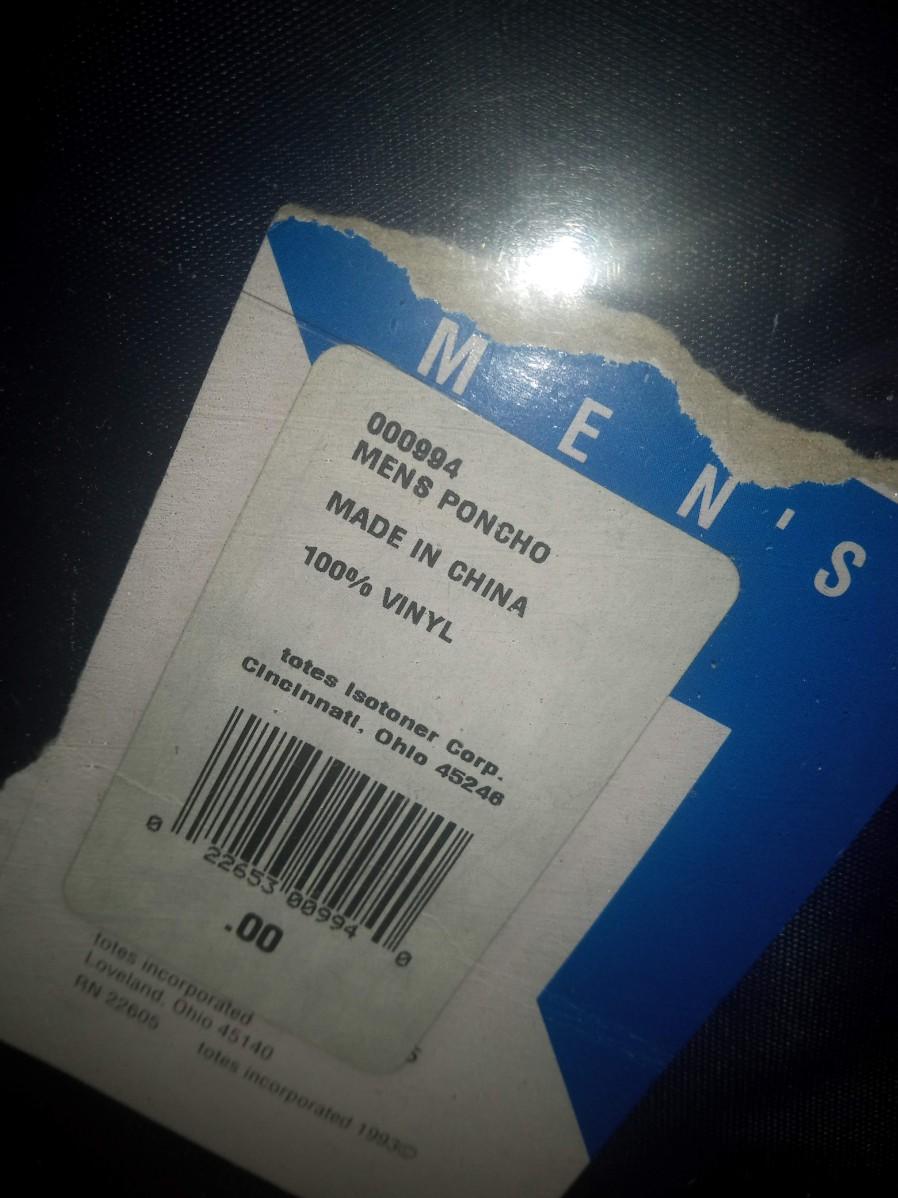 MEN'S
000994
MENS PONCHO
MADE IN CHINA
100% VINYL
totes Isotoner Corp.
Cincinnati, Ohio 45246
0 22653 00994 0
.00
totes incorporated
Loveland, Ohio 45140
RN 22605
5
totes incorporated 1993©